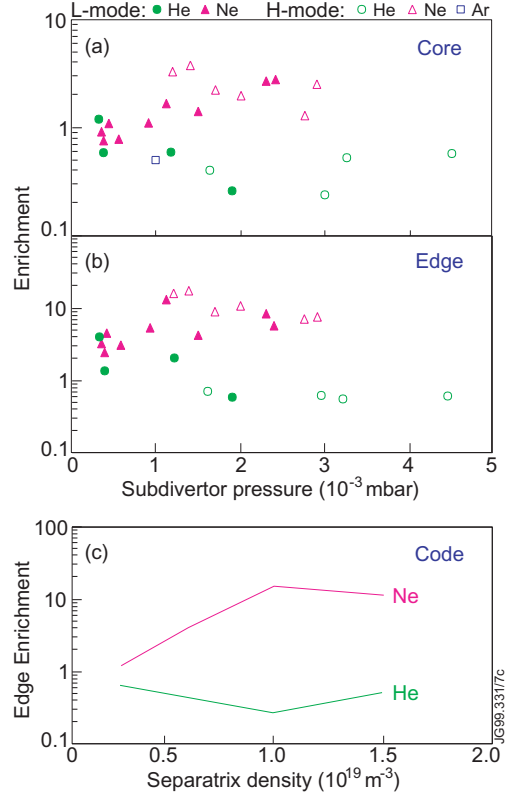 L-mode: He Ne H-mode: He Ne Ar
10
(a)
Core
1
0.1
Enrichment
(b)
Edge
10
1
0.1
0 1 2 3 4 5
Subdivertor pressure (10⁻³ mbar)
100
(c)
Code
10
Ne
1
He
0.1
Edge Enrichment
0.5 1.0 1.5 2.0
Separatrix density (10¹⁹ m⁻³)
JG99.331/7c